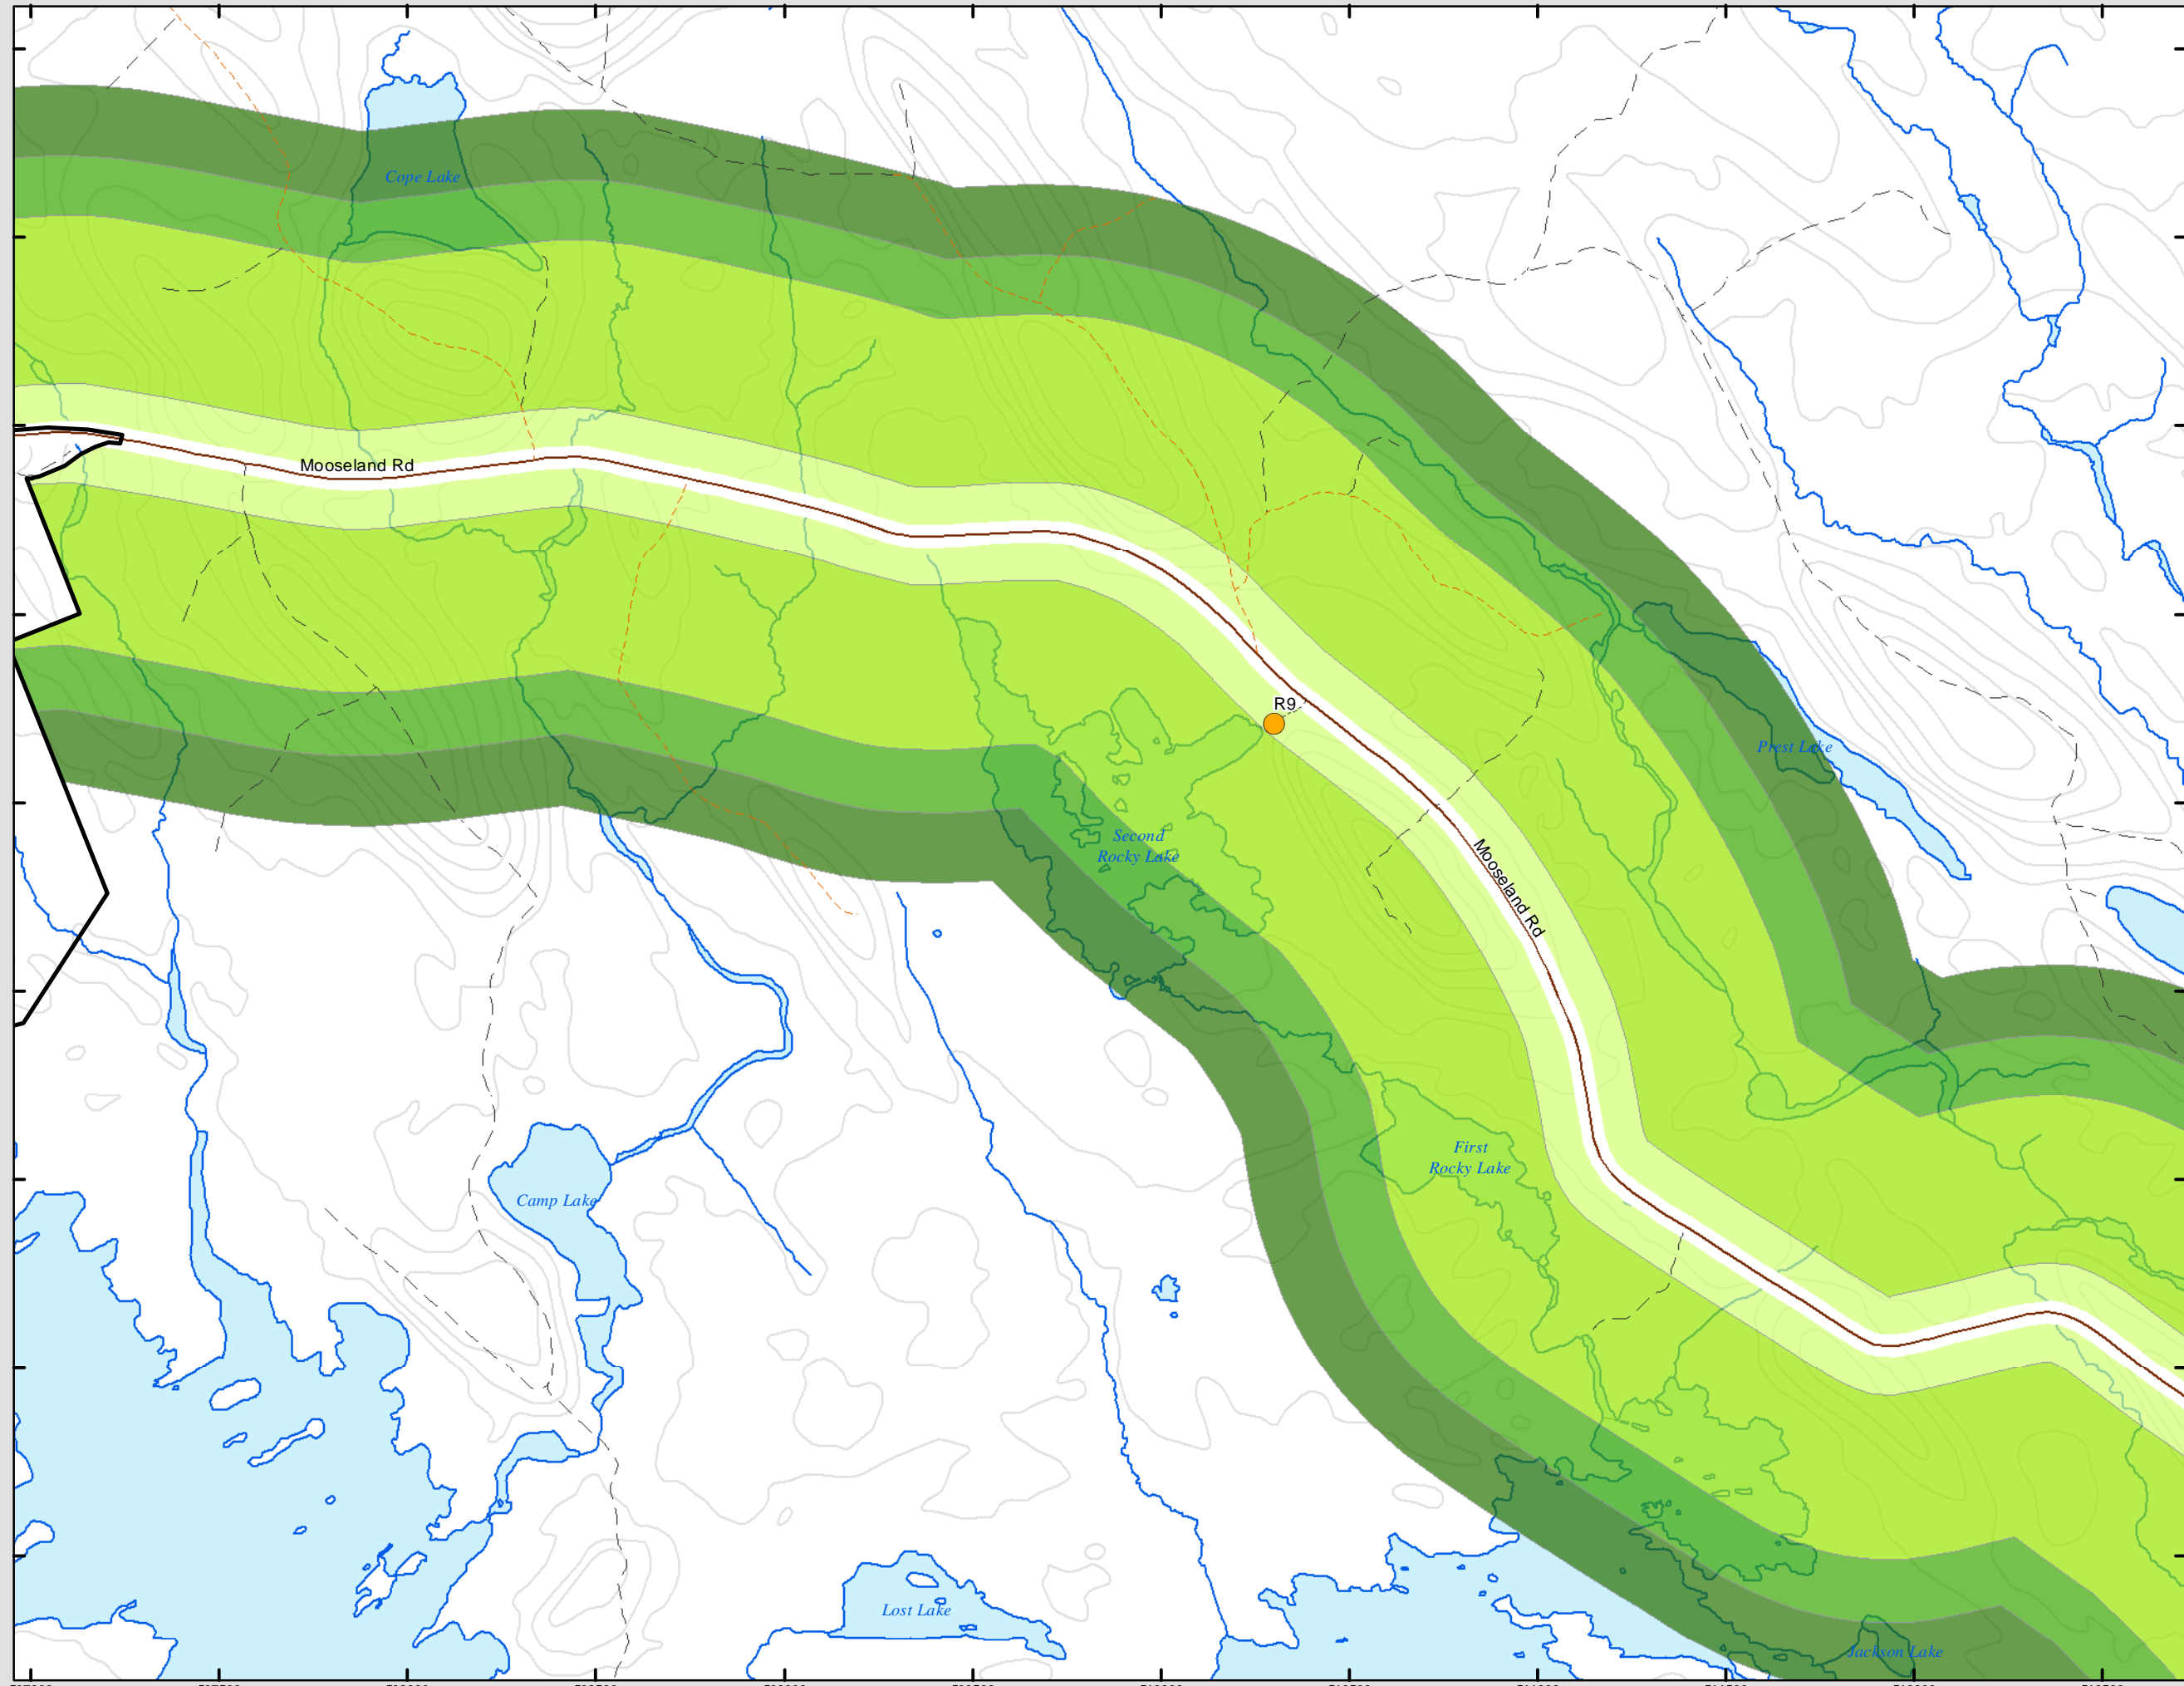 Cope Lake
Mooseland Rd
R9
Prest Lake
Second
Rocky Lake
Mooseland Rd
First
Rocky Lake
Camp Lake
Lost Lake
Jackson Lake